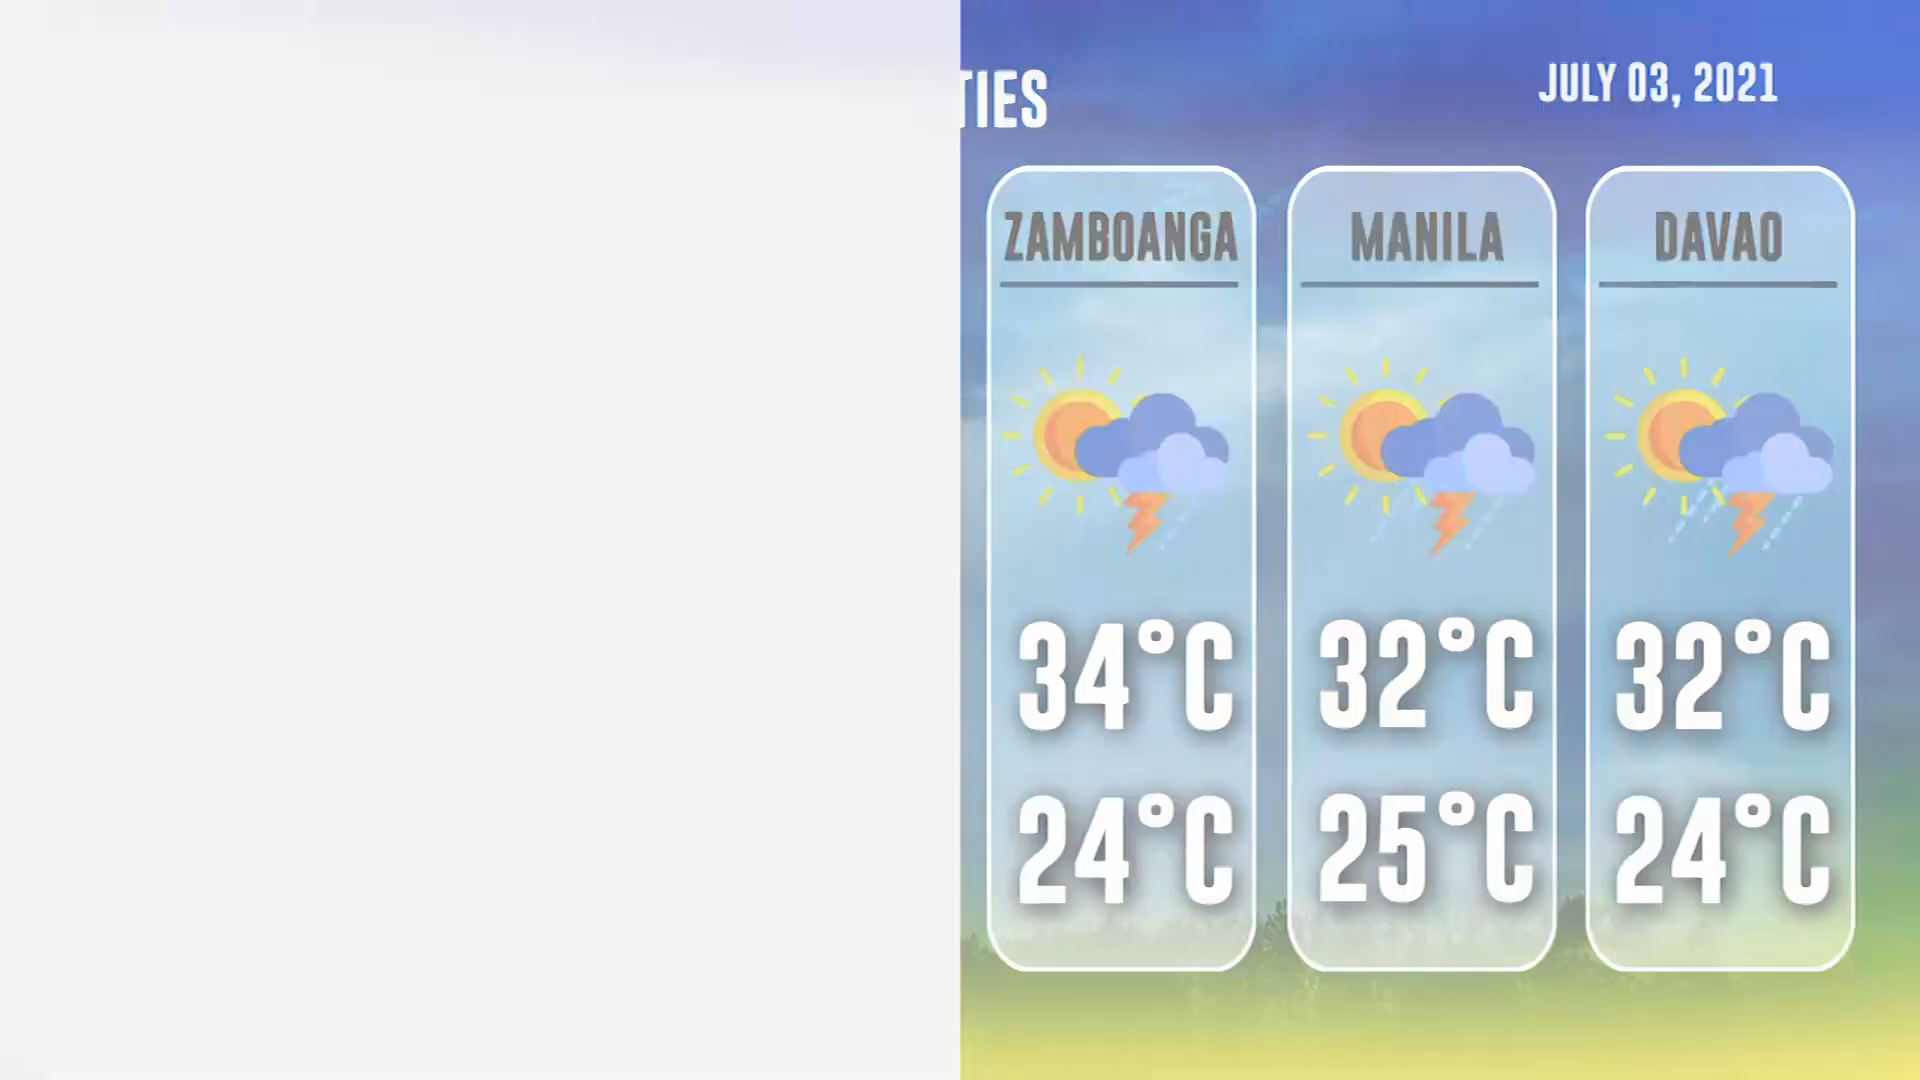 TIES
JULY 03, 2021
ZAMBOANGA
MANILA
DAVAO
34°C
32°C
32°C
24°C
25°C
24°C